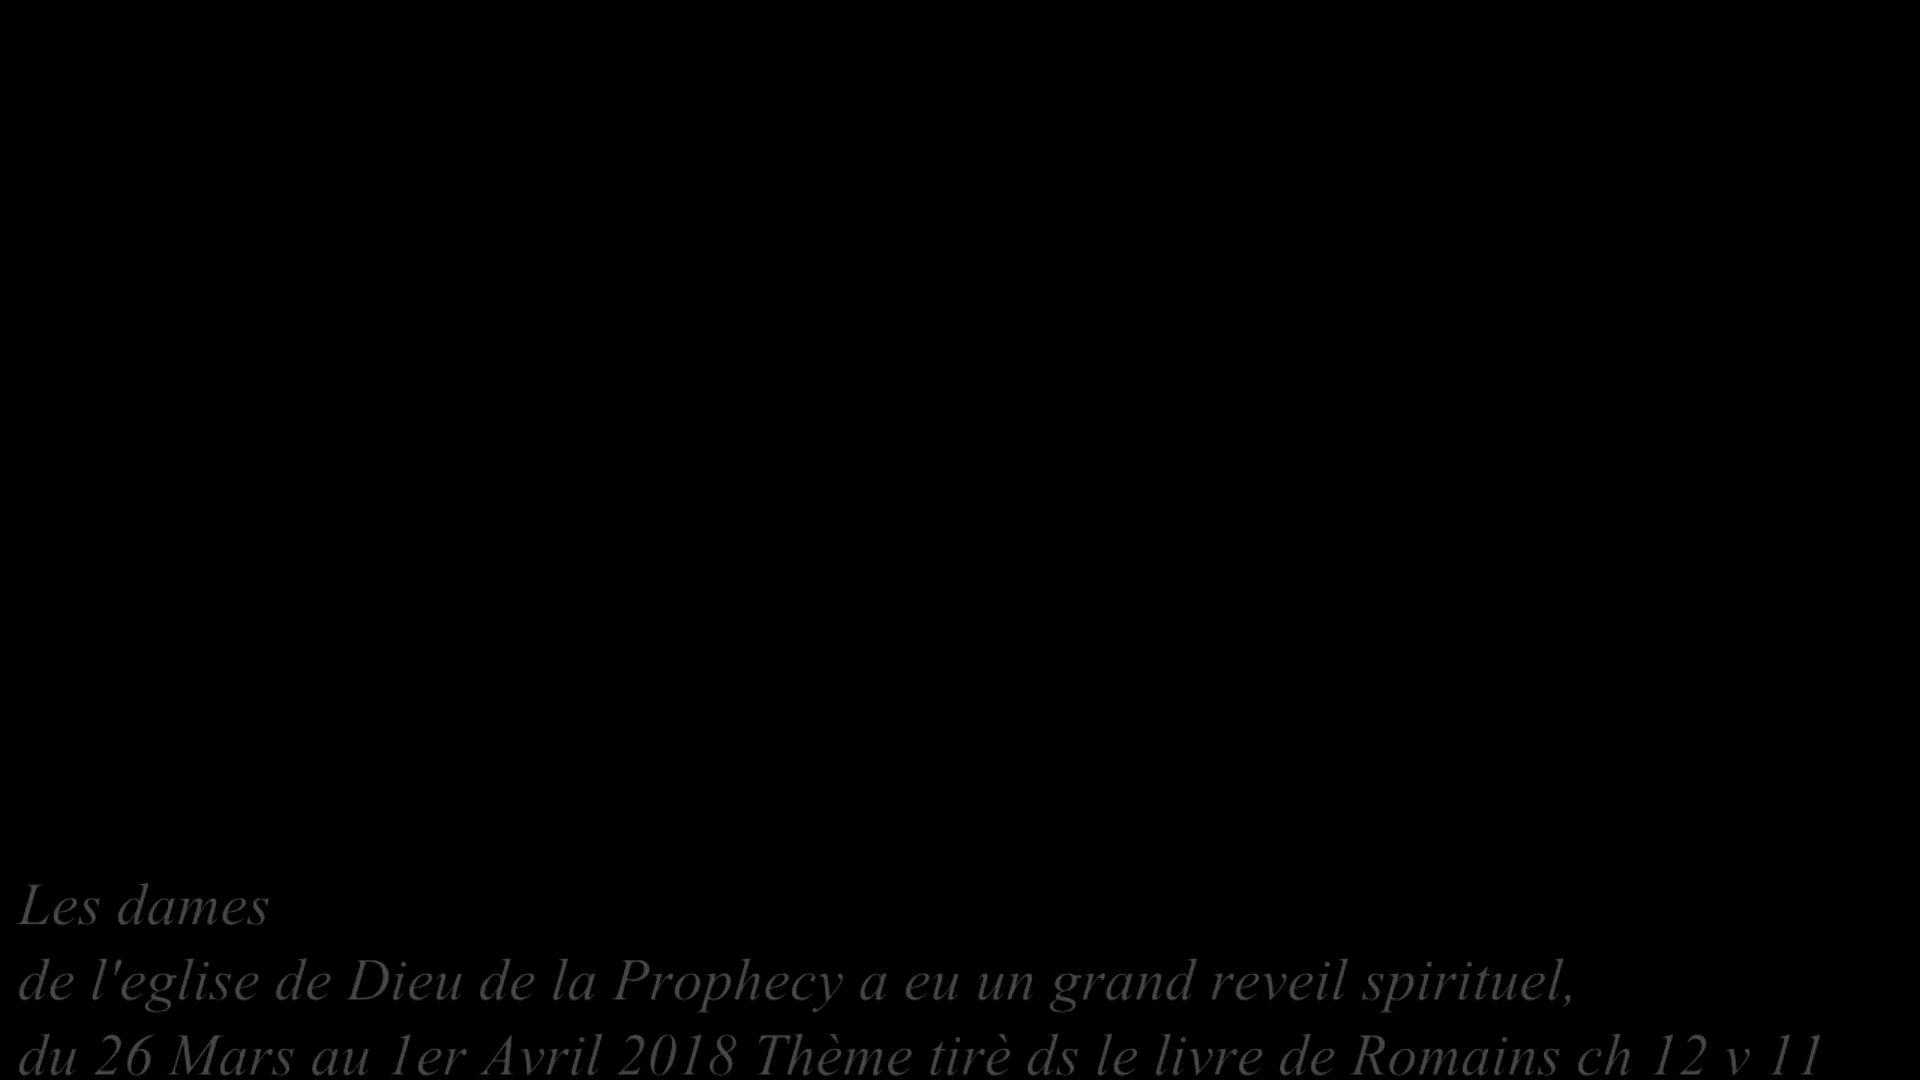 Les dames
de l'eglise de Dieu de la Prophecy a eu un grand reveil spirituel,
du 26 Mars au 1er Avril 2018 Thème tirè ds le livre de Romains ch 12 v 11